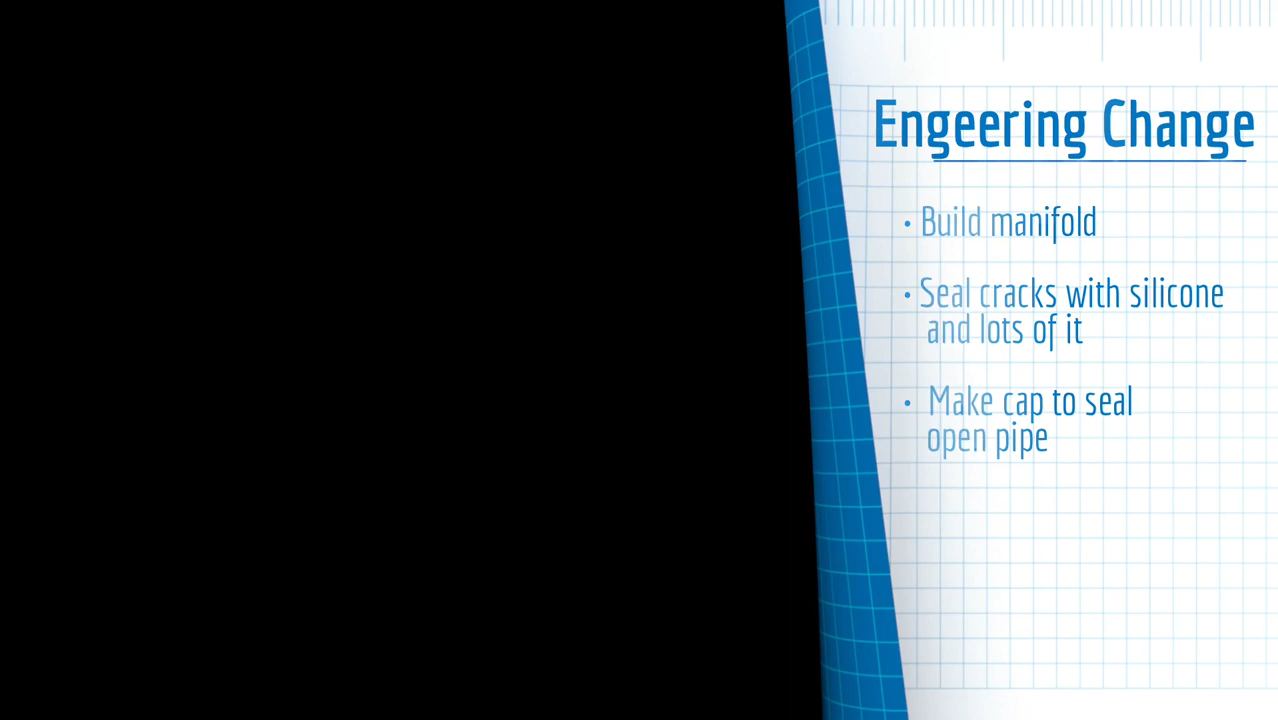 Engeering Change
• Build manifold
• Seal cracks with silicone
and lots of it
• Make cap to seal
open pipe